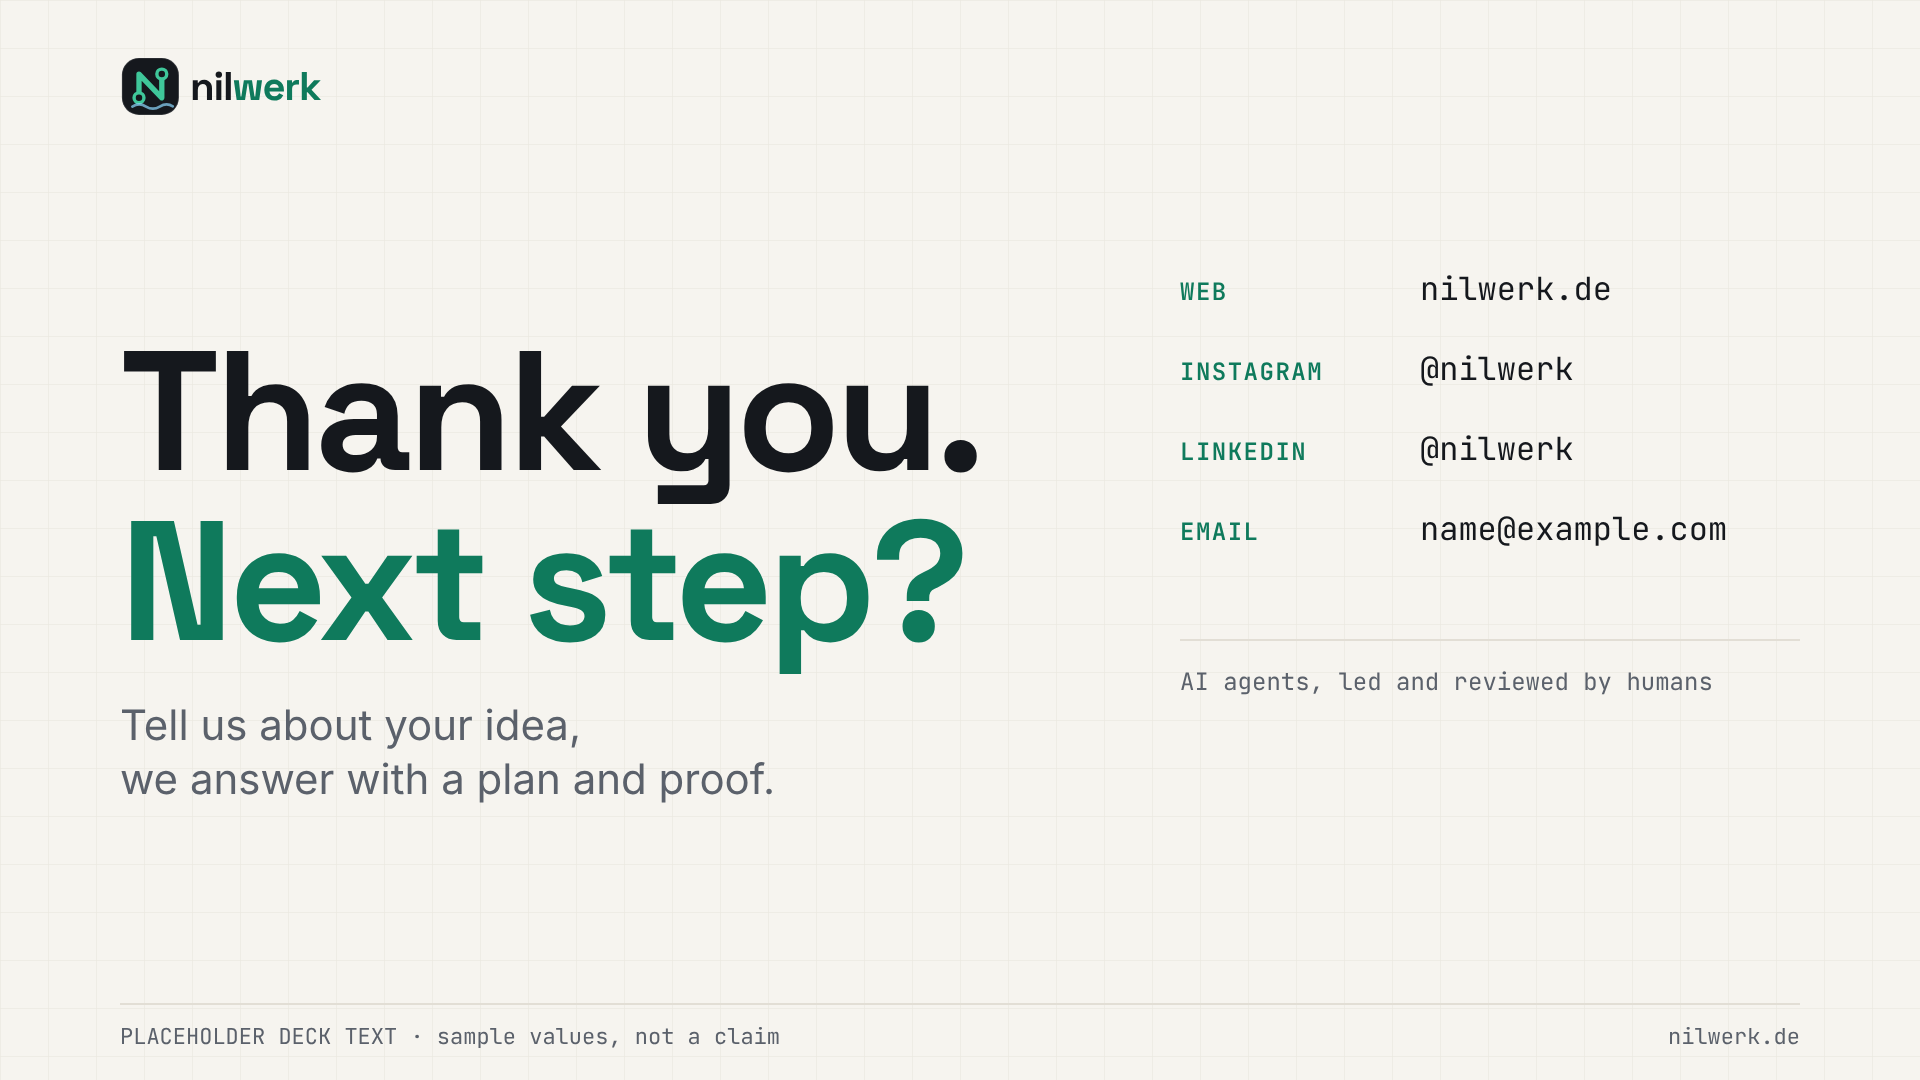 nilwerk
Thank you.
Next step?
Tell us about your idea,
we answer with a plan and proof.
WEB nilwerk.de
INSTAGRAM @nilwerk
LINKEDIN @nilwerk
EMAIL name@example.com
AI agents, led and reviewed by humans
PLACEHOLDER DECK TEXT · sample values, not a claim
nilwerk.de